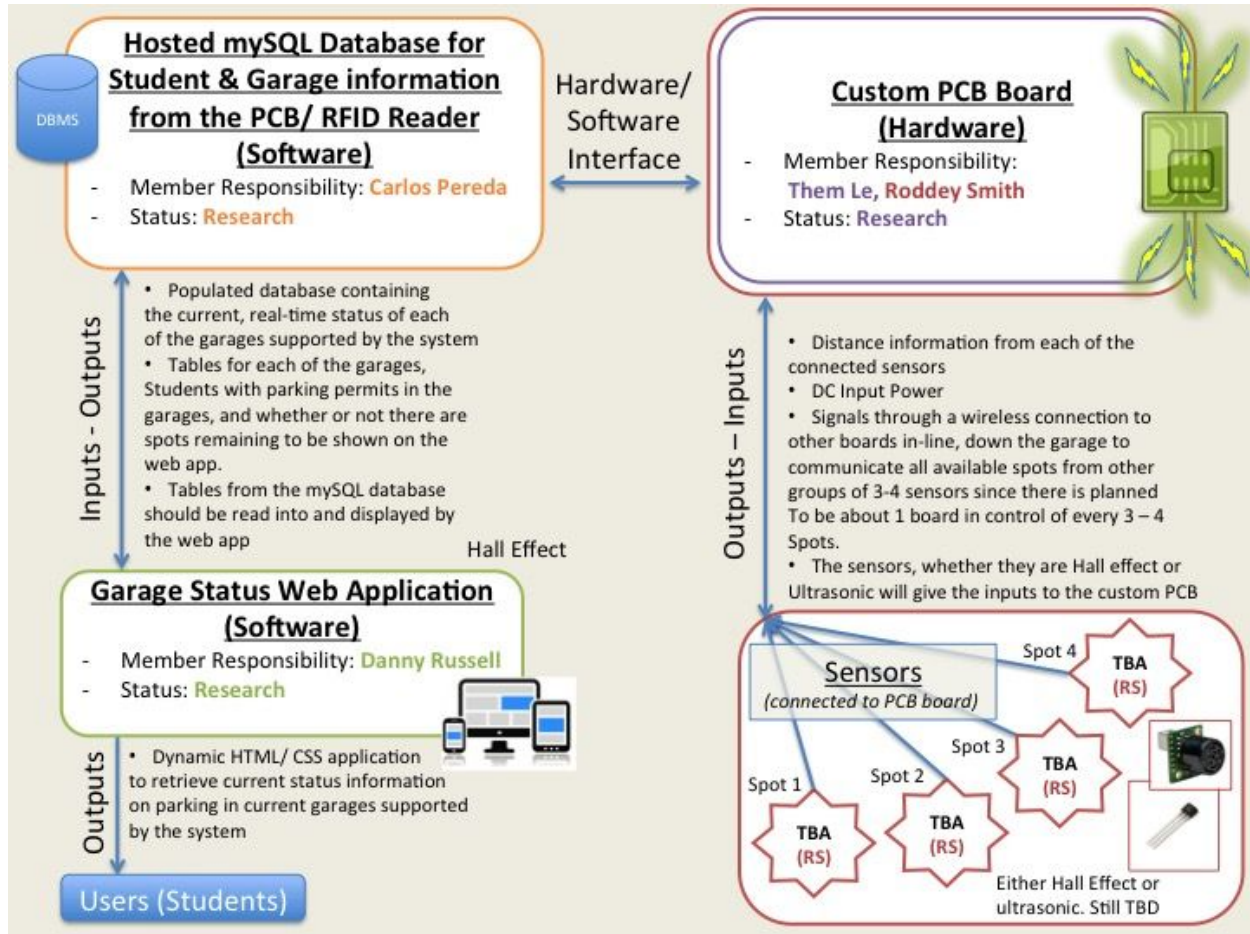 Hosted mySQL Database for
Student & Garage information
from the PCB/ RFID Reader
(Software)
- Member Responsibility: Carlos Pereda
- Status: Research
DBMS
Hardware/
Software
Interface
Custom PCB Board
(Hardware)
- Member Responsibility:
Them Le, Roddey Smith
- Status: Research
Inputs - Outputs
• Populated database containing
the current, real-time status of each
of the garages supported by the system
• Tables for each of the garages,
Students with parking permits in the
garages, and whether or not there are
spots remaining to be shown on the
web app.
• Tables from the mySQL database
should be read into and displayed by
the web app
Hall Effect
Outputs – Inputs
• Distance information from each of the
connected sensors
• DC Input Power
• Signals through a wireless connection to
other boards in-line, down the garage to
communicate all available spots from other
groups of 3-4 sensors since there is planned
To be about 1 board in control of every 3 – 4
Spots.
• The sensors, whether they are Hall effect or
Ultrasonic will give the inputs to the custom PCB
Garage Status Web Application
(Software)
- Member Responsibility: Danny Russell
- Status: Research
Outputs
• Dynamic HTML/ CSS application
to retrieve current status information
on parking in current garages supported
by the system
Users (Students)
Sensors
(connected to PCB board)
Spot 1
TBA
(RS)
Spot 2
TBA
(RS)
Spot 3
TBA
(RS)
Spot 4
TBA
(RS)
Either Hall Effect or
ultrasonic. Still TBD